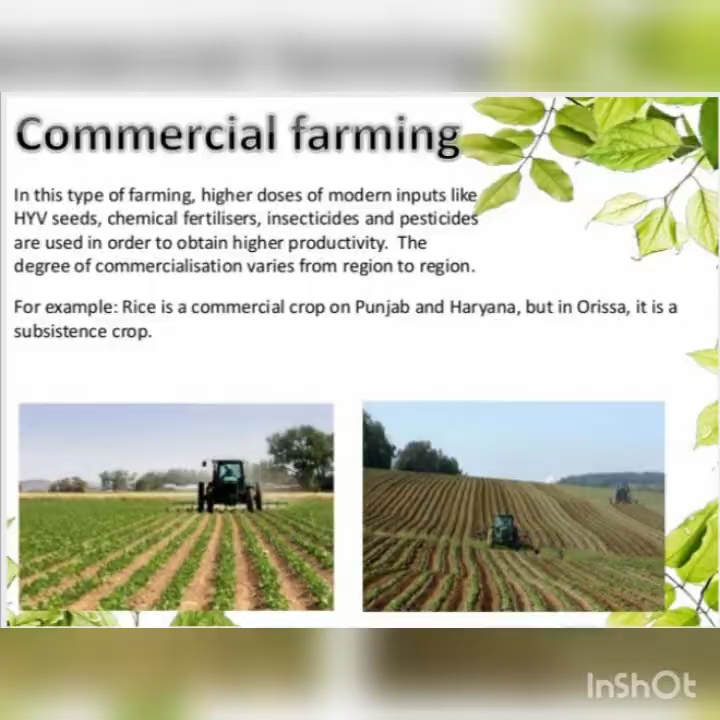 Commercial farming
In this type of farming, higher doses of modern inputs like
HYV seeds, chemical fertilisers, insecticides and pesticides
are used in order to obtain higher productivity. The
degree of commercialisation varies from region to region.
For example: Rice is a commercial crop on Punjab and Haryana, but in Orissa, it is a
subsistence crop.
InShOt